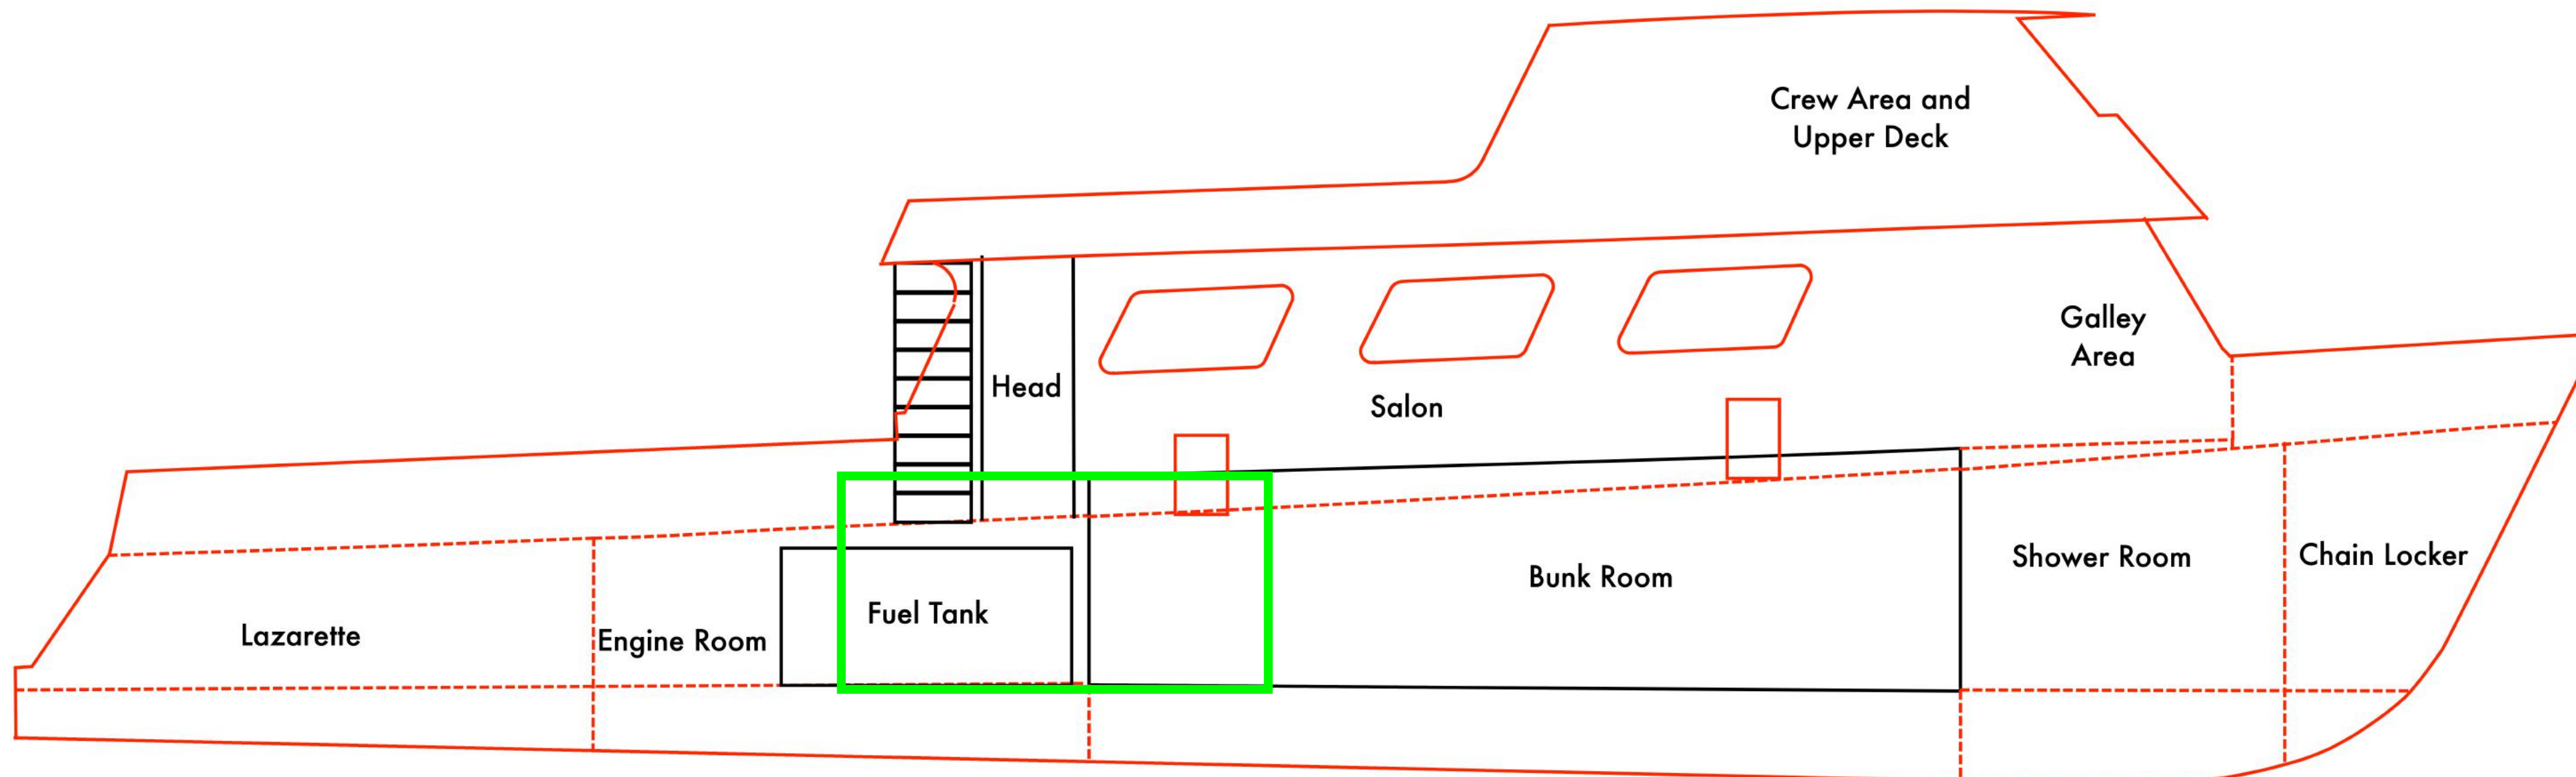 Crew Area and
Upper Deck
Galley
Area
Head
Salon
Lazarette
Engine Room
Fuel Tank
Bunk Room
Shower Room
Chain Locker